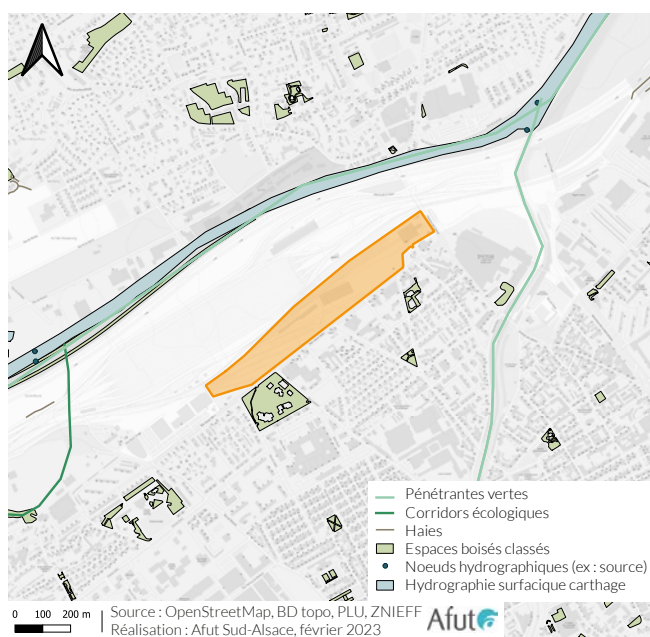 Pénétrantes vertes
Corridors écologiques
Haies
Espaces boisés classés
Noeuds hydrographiques (ex : source)
Hydrographie surfacique carthage
0 100 200 m
Source : OpenStreetMap, BD topo, PLU, ZNIEFF
Réalisation : Afut Sud-Alsace, février 2023
Afut